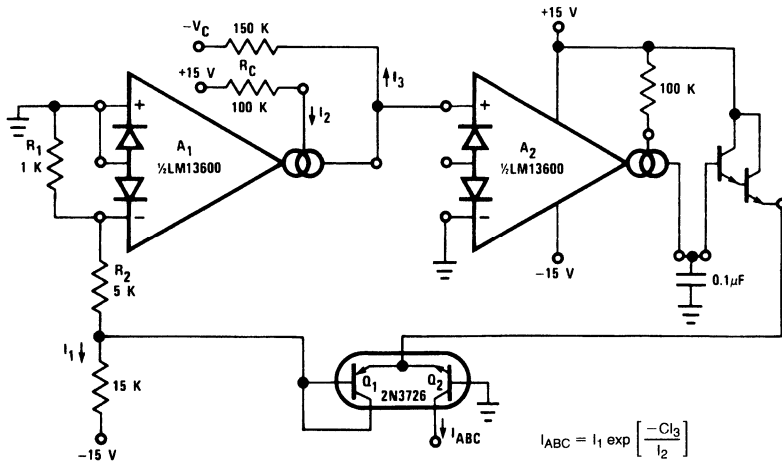 -VC
150 K
+15 V
RC
100 K
I3
I2
+
A1
½LM13600
−
R1
1 K
R2
5 K
I1
15 K
-15 V
+15 V
100 K
+
A2
½LM13600
−
-15 V
0.1μF
Q1
Q2
2N3726
IABC
IABC = I1 exp [ -CI3 / I2 ]